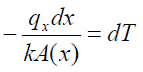 − q_x dx / kA(x) = dT